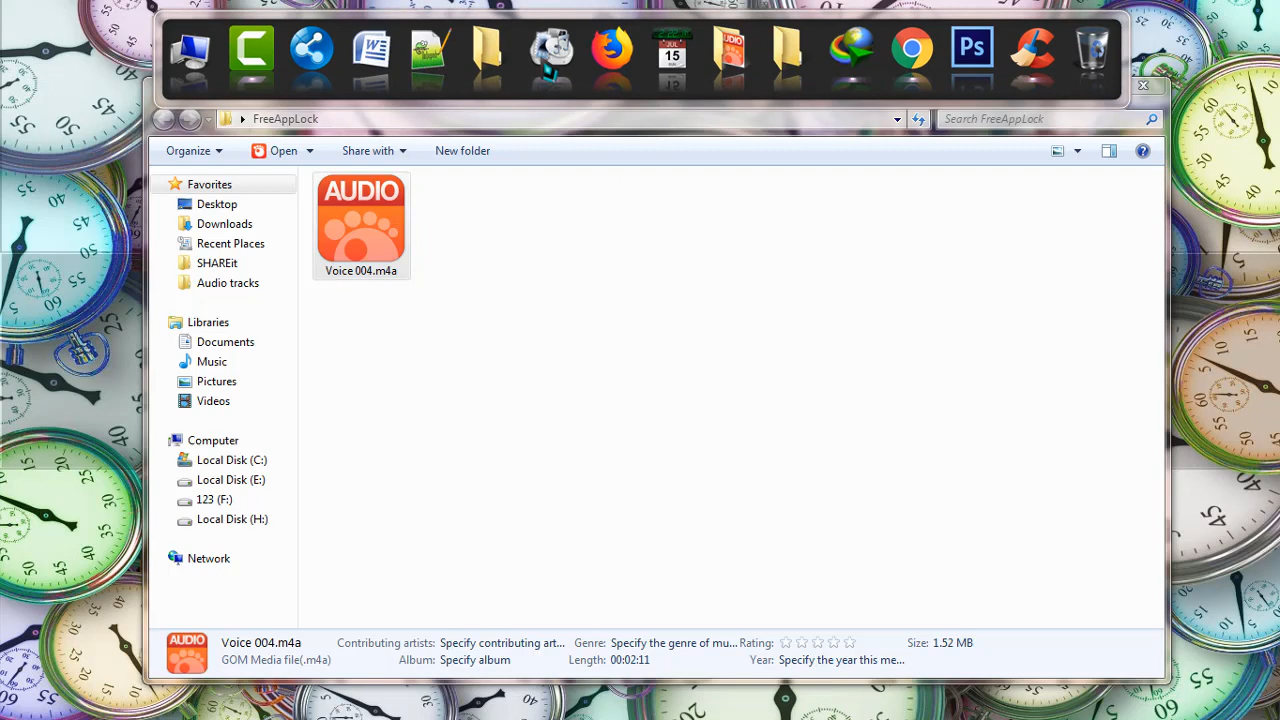 W
JUL
15
Ps
FreeAppLock
Search FreeAppLock
Organize
Open
Share with
New folder
Favorites
Desktop
Downloads
Recent Places
SHAREit
Audio tracks
Libraries
Documents
Music
Pictures
Videos
Computer
Local Disk (C:)
Local Disk (E:)
123 (F:)
Local Disk (H:)
Network
AUDIO
Voice 004.m4a
AUDIO
Voice 004.m4a
Contributing artists: Specify contributing art...
Genre: Specify the genre of mu...
Rating:
Size: 1.52 MB
GOM Media file(.m4a)
Album: Specify album
Length: 00:02:11
Year: Specify the year this me...